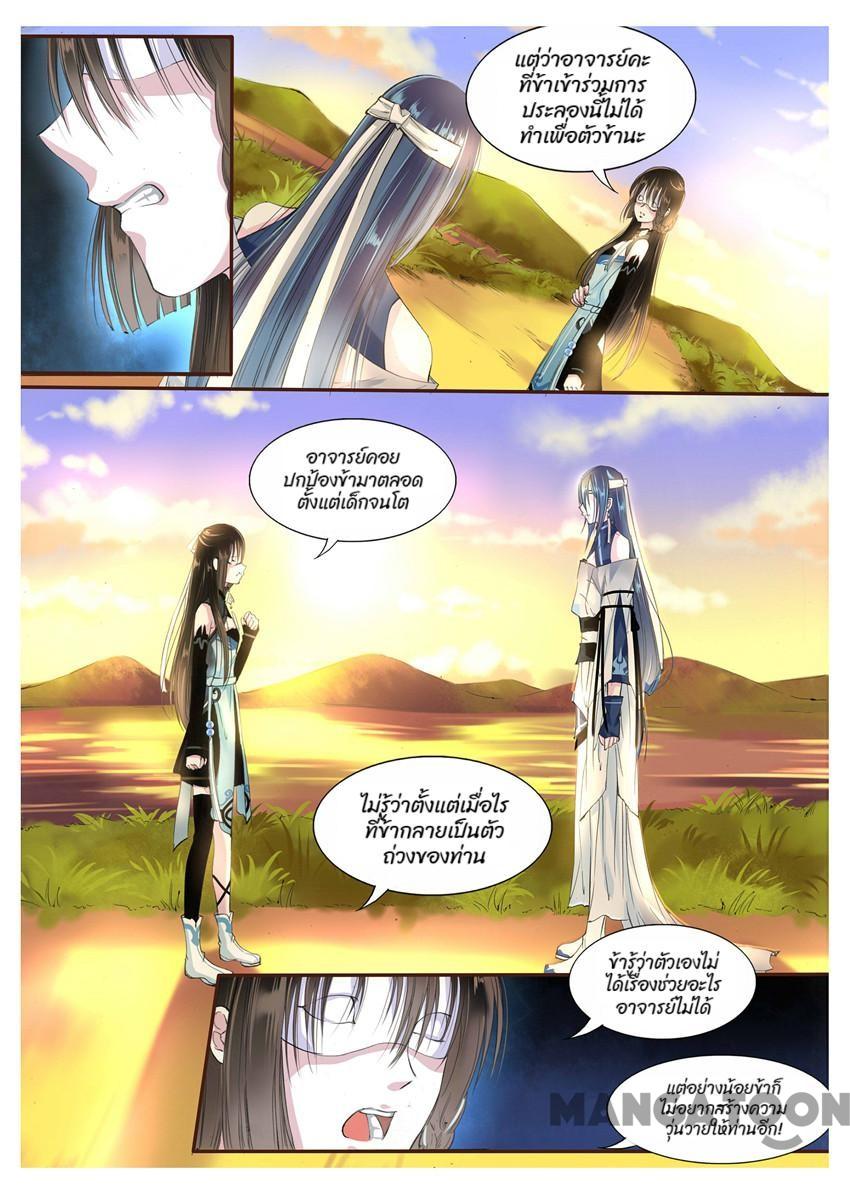 แต่ว่าอาจารย์คะ
ที่ข้าเข้าร่วมการ
ประลองนี้ไม่ได้
ทำเพื่อตัวข้านะ
อาจารย์คอย
ปกป้องข้ามาตลอด
ตั้งแต่เด็กจนโต
ไม่รู้ว่าตั้งแต่เมื่อไร
ที่ข้ากลายเป็นตัว
ถ่วงของท่าน
ข้ารู้ว่าตัวเองไม่
ได้เรื่องช่วยอะไร
อาจารย์ไม่ได้
แต่อย่างน้อยข้าก็
ไม่อยากสร้างความ
วุ่นวายให้ท่านอีก!
MANGATOON